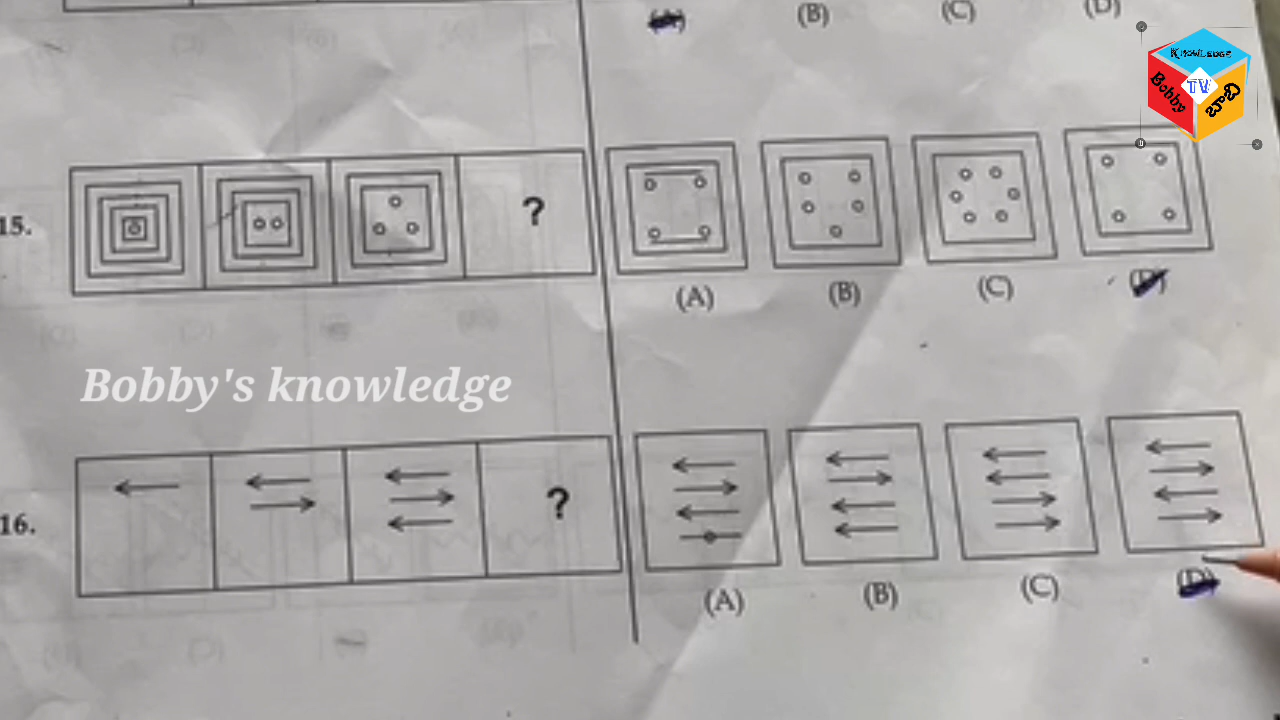 (A) (B) (C) (D)
KNOWLEDGE
Bobby
TV
15. ?
(A) (B) (C) (D)
Bobby's knowledge
16. ?
(A) (B) (C) (D)